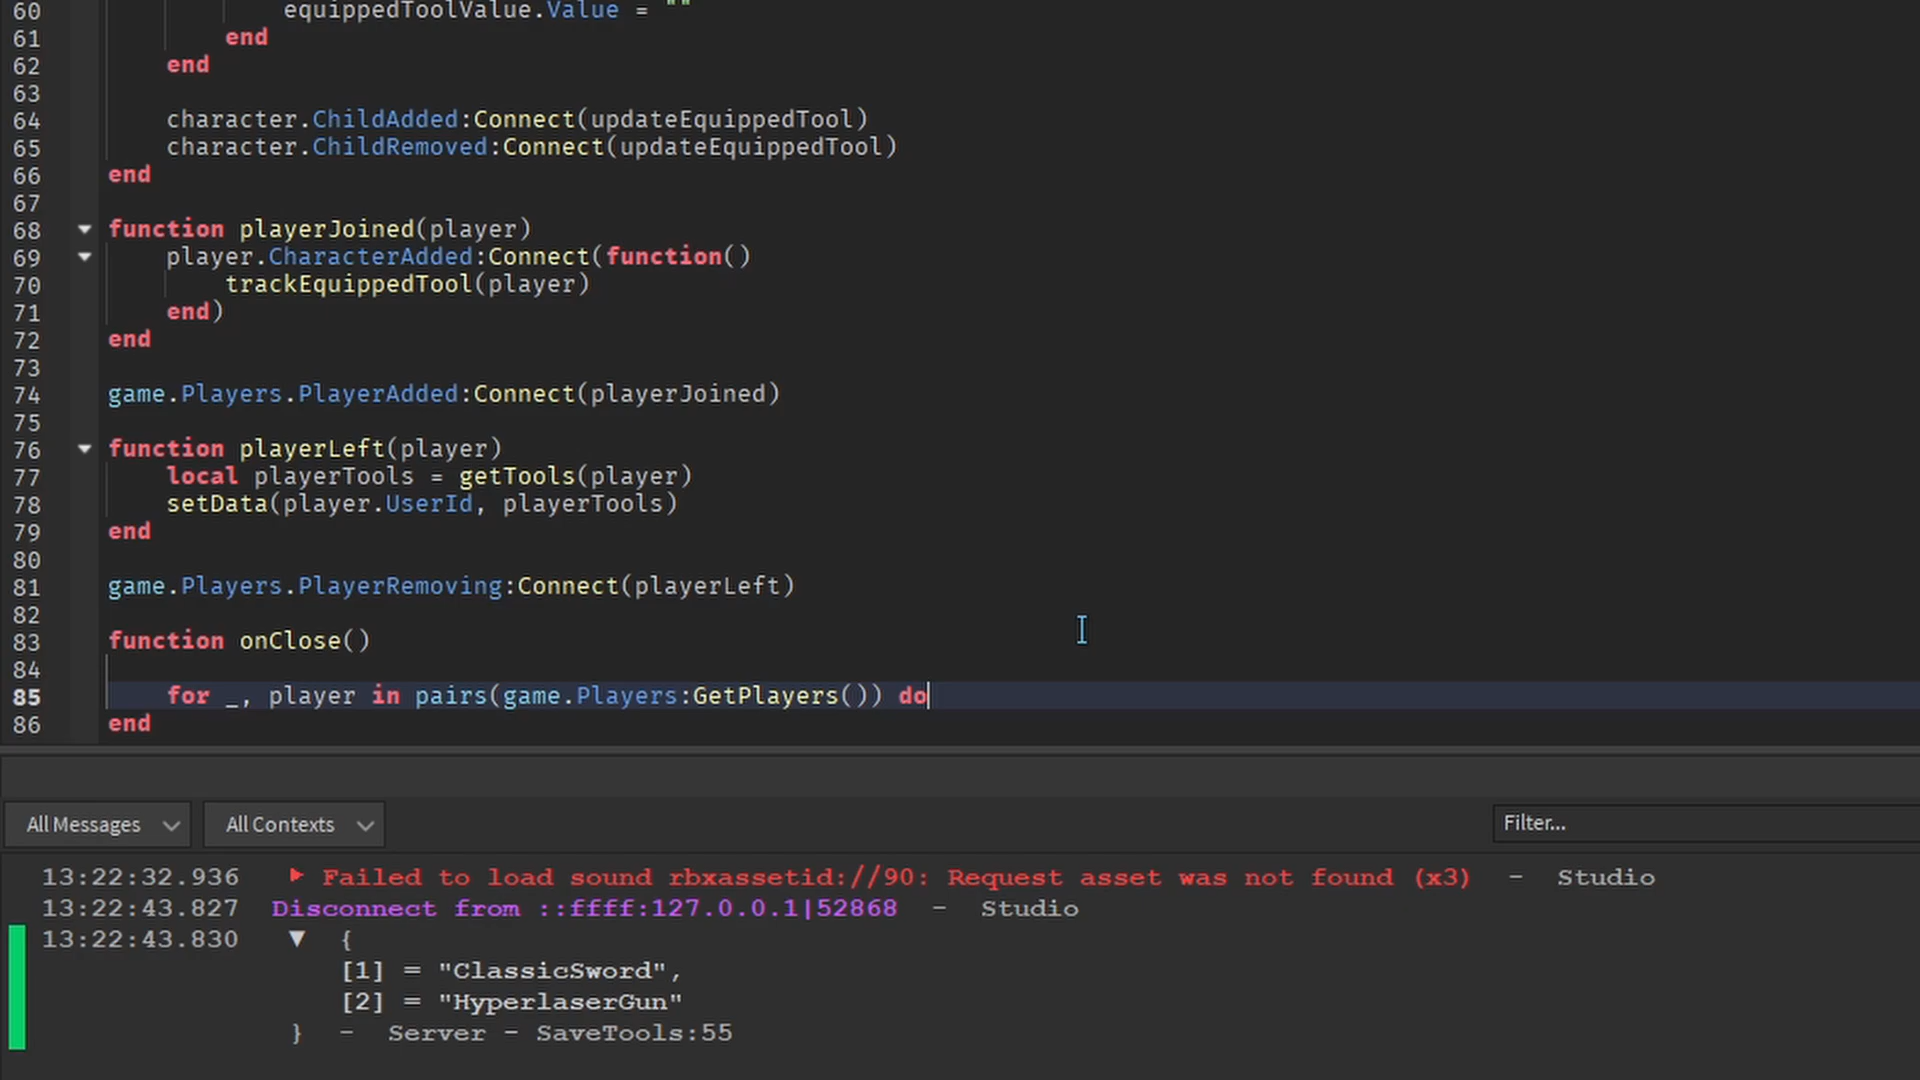 60 equippedToolValue.Value = ""
61 end
62 end
63
64 character.ChildAdded:Connect(updateEquippedTool)
65 character.ChildRemoved:Connect(updateEquippedTool)
66 end
67
68 function playerJoined(player)
69 player.CharacterAdded:Connect(function()
70 trackEquippedTool(player)
71 end)
72 end
73
74 game.Players.PlayerAdded:Connect(playerJoined)
75
76 function playerLeft(player)
77 local playerTools = getTools(player)
78 setData(player.UserId, playerTools)
79 end
80
81 game.Players.PlayerRemoving:Connect(playerLeft)
82
83 function onClose()
84
85 for _, player in pairs(game.Players:GetPlayers()) do
86 end
All Messages All Contexts Filter...
13:22:32.936 Failed to load sound rbxassetid://90: Request asset was not found (x3) - Studio
13:22:43.827 Disconnect from ::ffff:127.0.0.1|52868 - Studio
13:22:43.830 {
[1] = "ClassicSword",
[2] = "HyperlaserGun"
} - Server - SaveTools:55